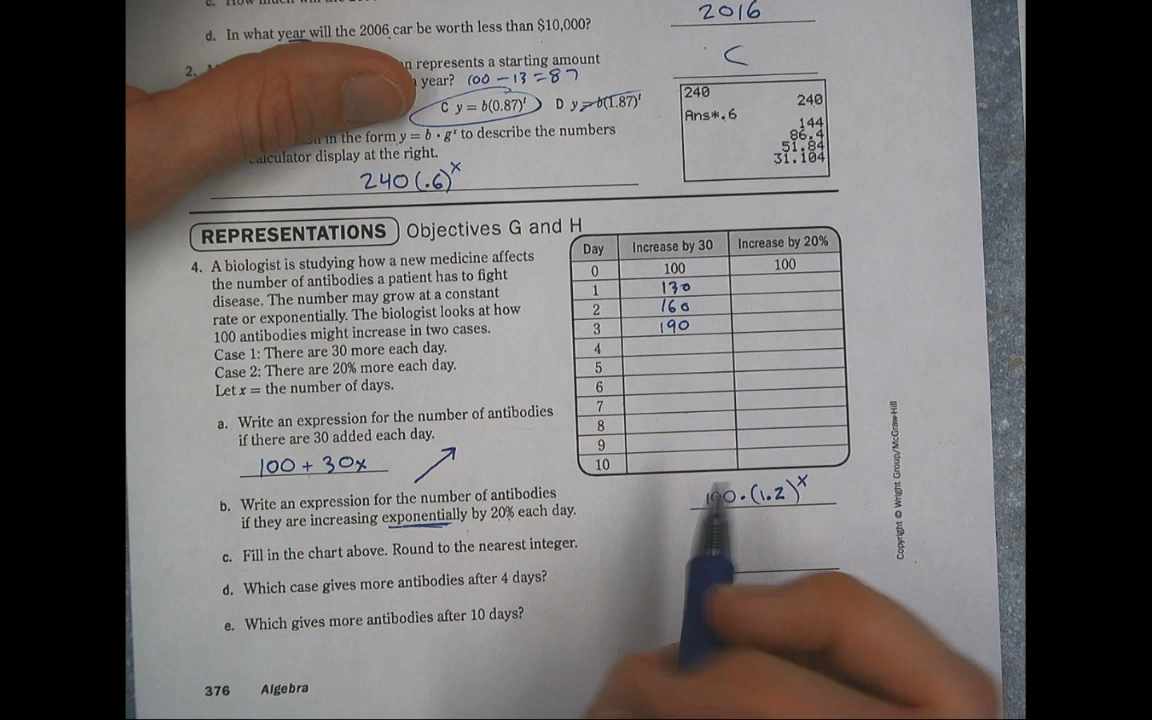 d. In what year will the 2006 car be worth less than $10,000?
2016
2.
represents a starting amount
year? 100 - 13 = 87
C
C y = b(0.87)^t D y = b(1.87)^t
in the form y = b · g^x to describe the numbers
calculator display at the right.
240(.6)^x
240
240
Ans*.6
144
86.4
51.84
31.104
REPRESENTATIONS Objectives G and H
4. A biologist is studying how a new medicine affects
the number of antibodies a patient has to fight
disease. The number may grow at a constant
rate or exponentially. The biologist looks at how
100 antibodies might increase in two cases.
Case 1: There are 30 more each day.
Case 2: There are 20% more each day.
Let x = the number of days.
Day Increase by 30 Increase by 20%
0 100 100
1 130
2 160
3 190
4
5
6
7
8
9
10
a. Write an expression for the number of antibodies
if there are 30 added each day.
100 + 30x
b. Write an expression for the number of antibodies
if they are increasing exponentially by 20% each day.
100 · (1.2)^x
c. Fill in the chart above. Round to the nearest integer.
d. Which case gives more antibodies after 4 days?
e. Which gives more antibodies after 10 days?
Copyright © Wright Group/McGraw-Hill
376 Algebra